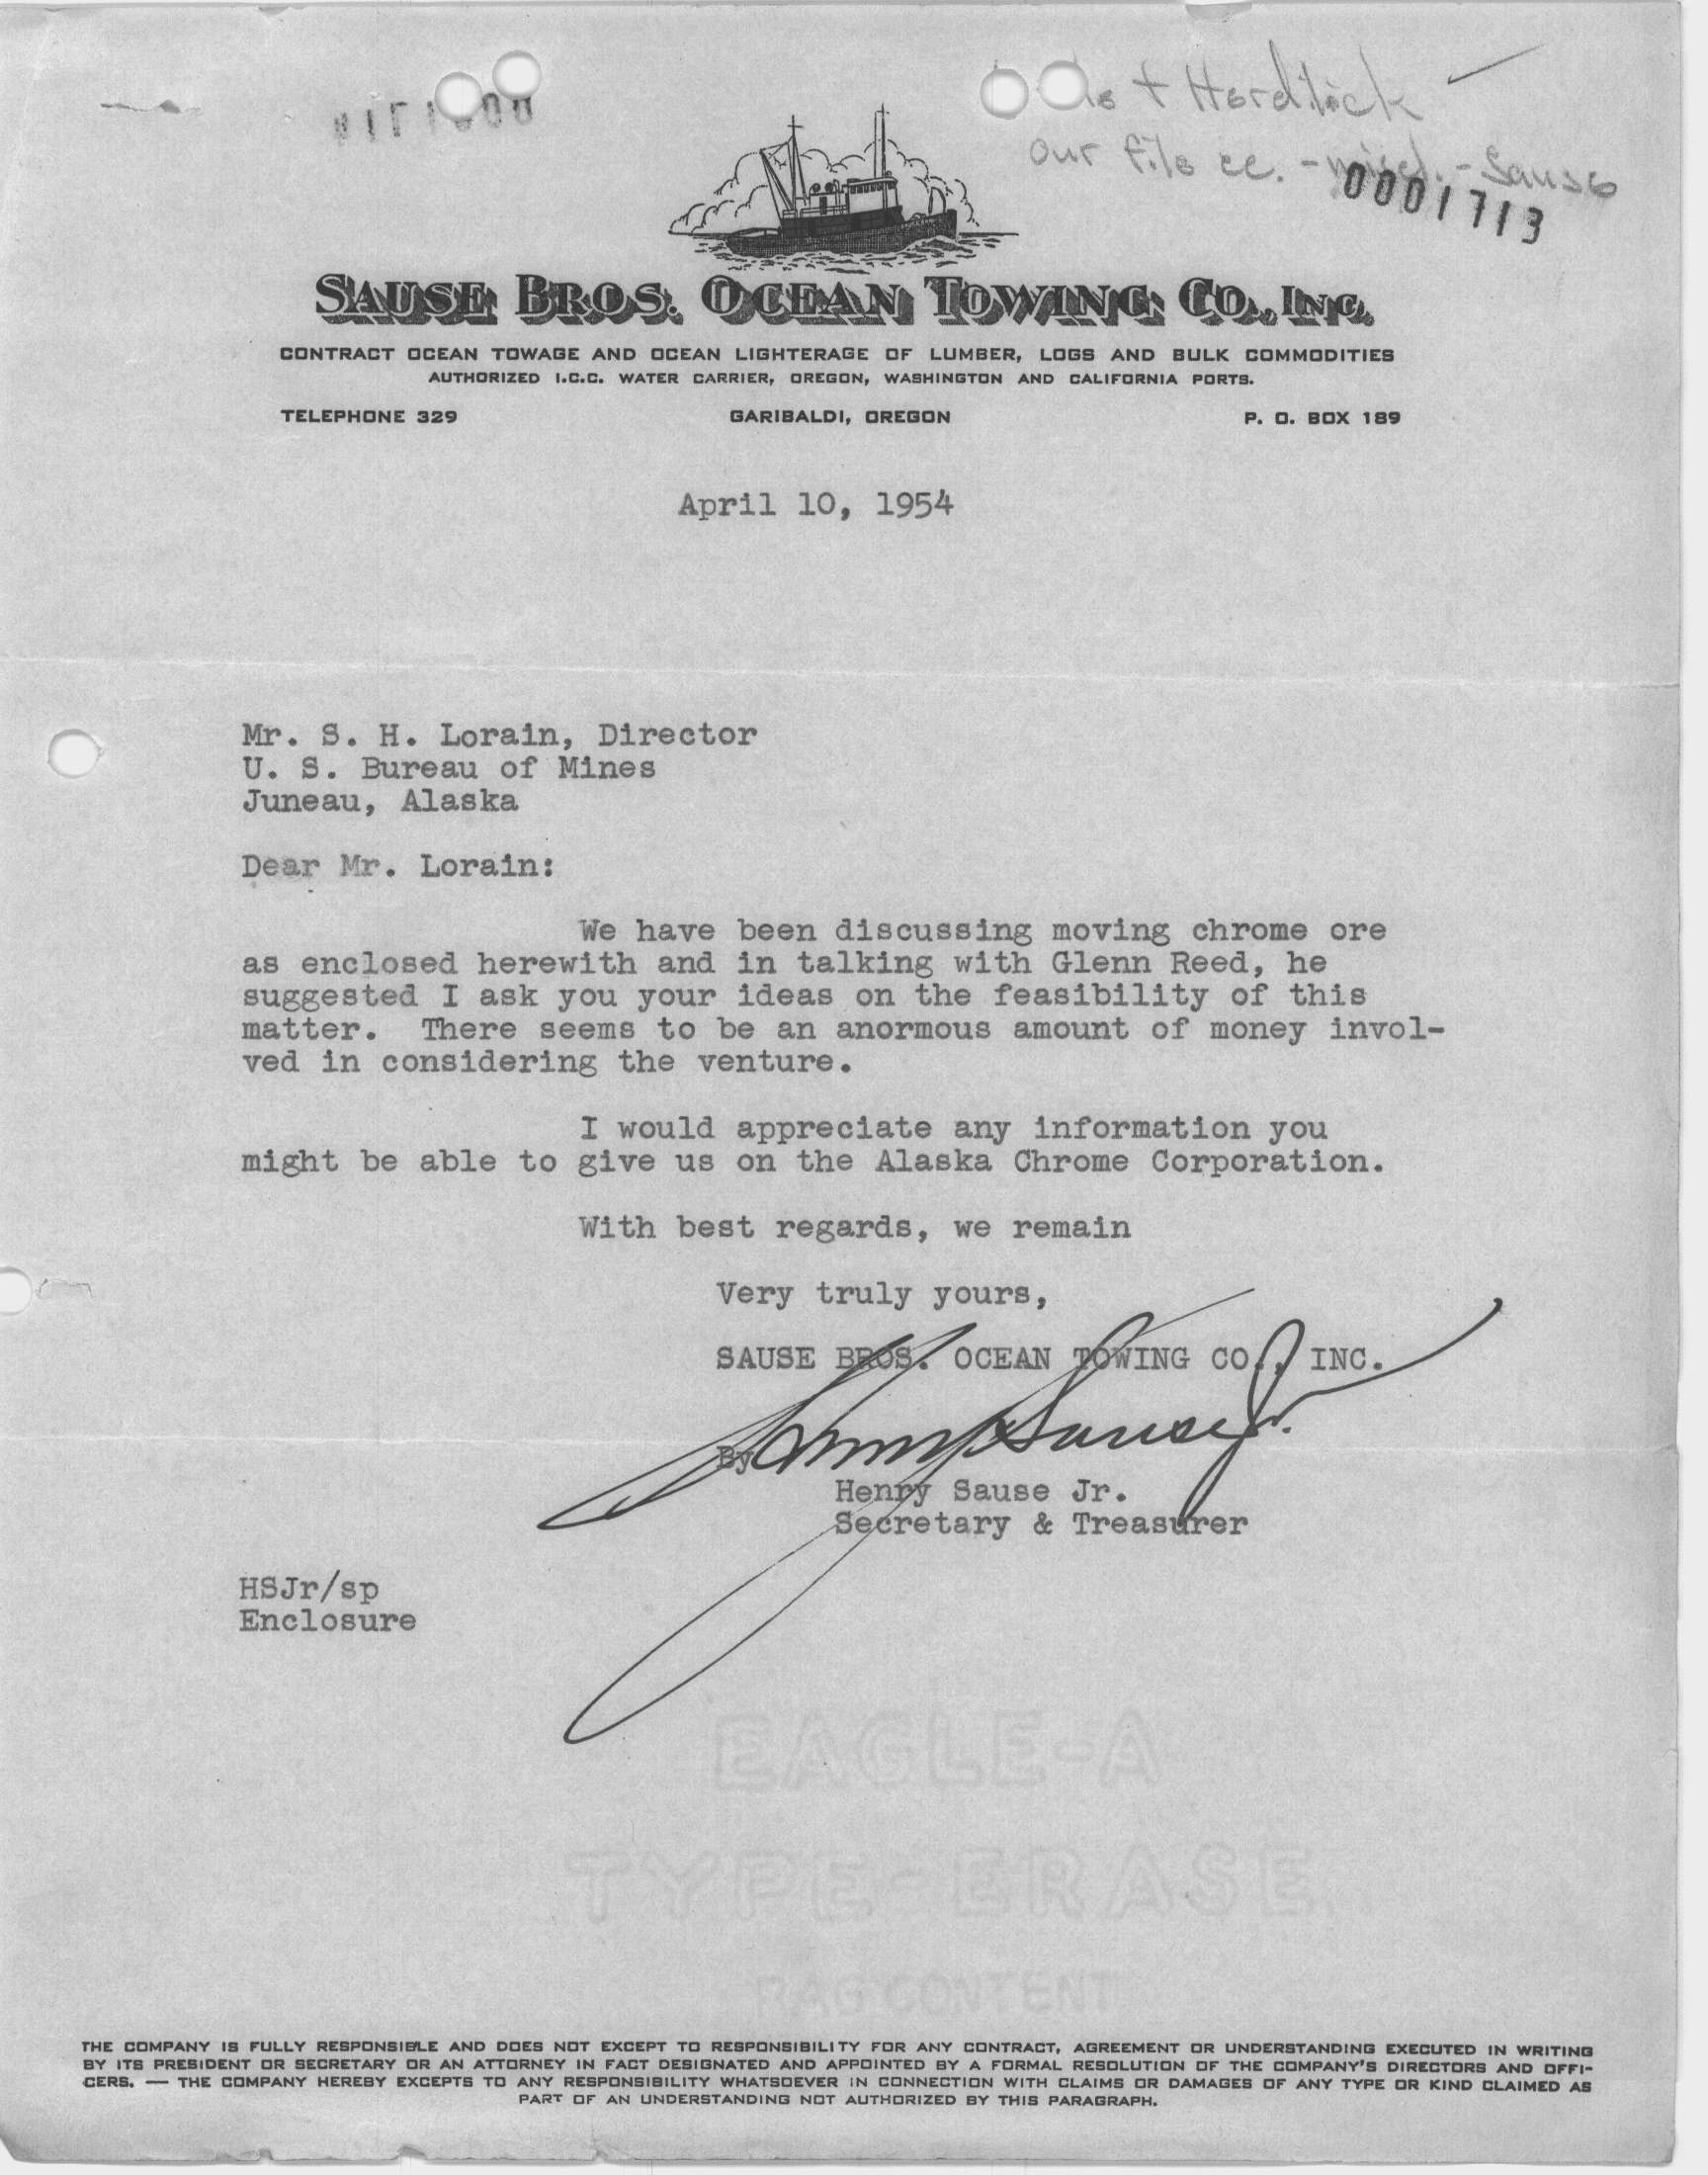 + Herdlick
our file cc. - misc. - Sause
0001713
SAUSE BROS. OCEAN TOWING CO., INC.
CONTRACT OCEAN TOWAGE AND OCEAN LIGHTERAGE OF LUMBER, LOGS AND BULK COMMODITIES
AUTHORIZED I.C.C. WATER CARRIER, OREGON, WASHINGTON AND CALIFORNIA PORTS.
TELEPHONE 329 GARIBALDI, OREGON P. O. BOX 189
April 10, 1954
Mr. S. H. Lorain, Director
U. S. Bureau of Mines
Juneau, Alaska
Dear Mr. Lorain:
We have been discussing moving chrome ore
as enclosed herewith and in talking with Glenn Reed, he
suggested I ask you your ideas on the feasibility of this
matter. There seems to be an anormous amount of money invol-
ved in considering the venture.
I would appreciate any information you
might be able to give us on the Alaska Chrome Corporation.
With best regards, we remain
Very truly yours,
SAUSE BROS. OCEAN TOWING CO., INC.
By Henry Sause Jr.
Henry Sause Jr.
Secretary & Treasurer
HSJr/sp
Enclosure
EAGLE-A
TYPE-ERASE
RAG CONTENT
THE COMPANY IS FULLY RESPONSIBLE AND DOES NOT EXCEPT TO RESPONSIBILITY FOR ANY CONTRACT, AGREEMENT OR UNDERSTANDING EXECUTED IN WRITING
BY ITS PRESIDENT OR SECRETARY OR AN ATTORNEY IN FACT DESIGNATED AND APPOINTED BY A FORMAL RESOLUTION OF THE COMPANY'S DIRECTORS AND OFFI-
CERS. — THE COMPANY HEREBY EXCEPTS TO ANY RESPONSIBILITY WHATSOEVER IN CONNECTION WITH CLAIMS OR DAMAGES OF ANY TYPE OR KIND CLAIMED AS
PART OF AN UNDERSTANDING NOT AUTHORIZED BY THIS PARAGRAPH.